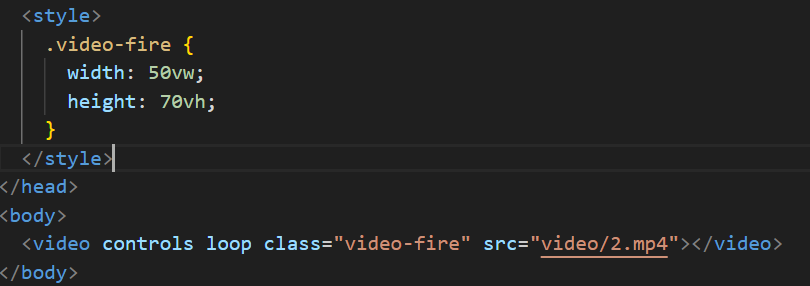 <style>
.video-fire {
width: 50vw;
height: 70vh;
}
</style>
</head>
<body>
<video controls loop class="video-fire" src="video/2.mp4"></video>
</body>